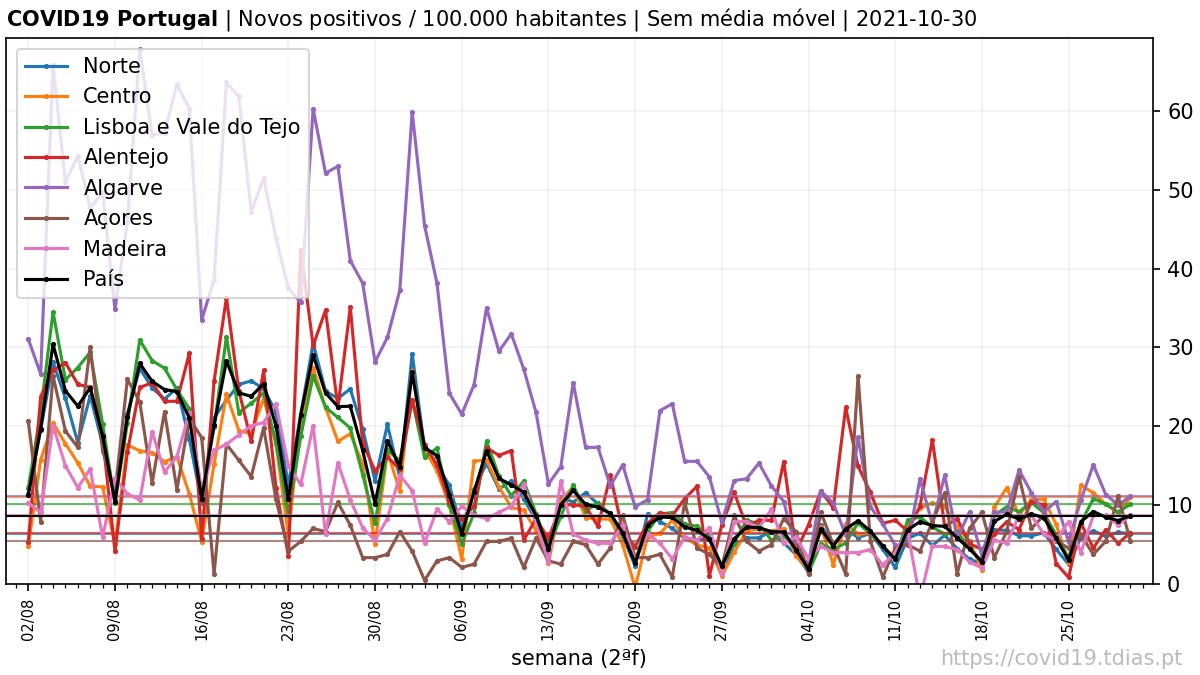 COVID19 Portugal | Novos positivos / 100.000 habitantes | Sem média móvel | 2021-10-30
Norte
Centro
Lisboa e Vale do Tejo
Alentejo
Algarve
Açores
Madeira
País
60
50
40
30
20
10
0
02/08
09/08
16/08
23/08
30/08
06/09
13/09
20/09
27/09
04/10
11/10
18/10
25/10
semana (2ªf)
https://covid19.tdias.pt